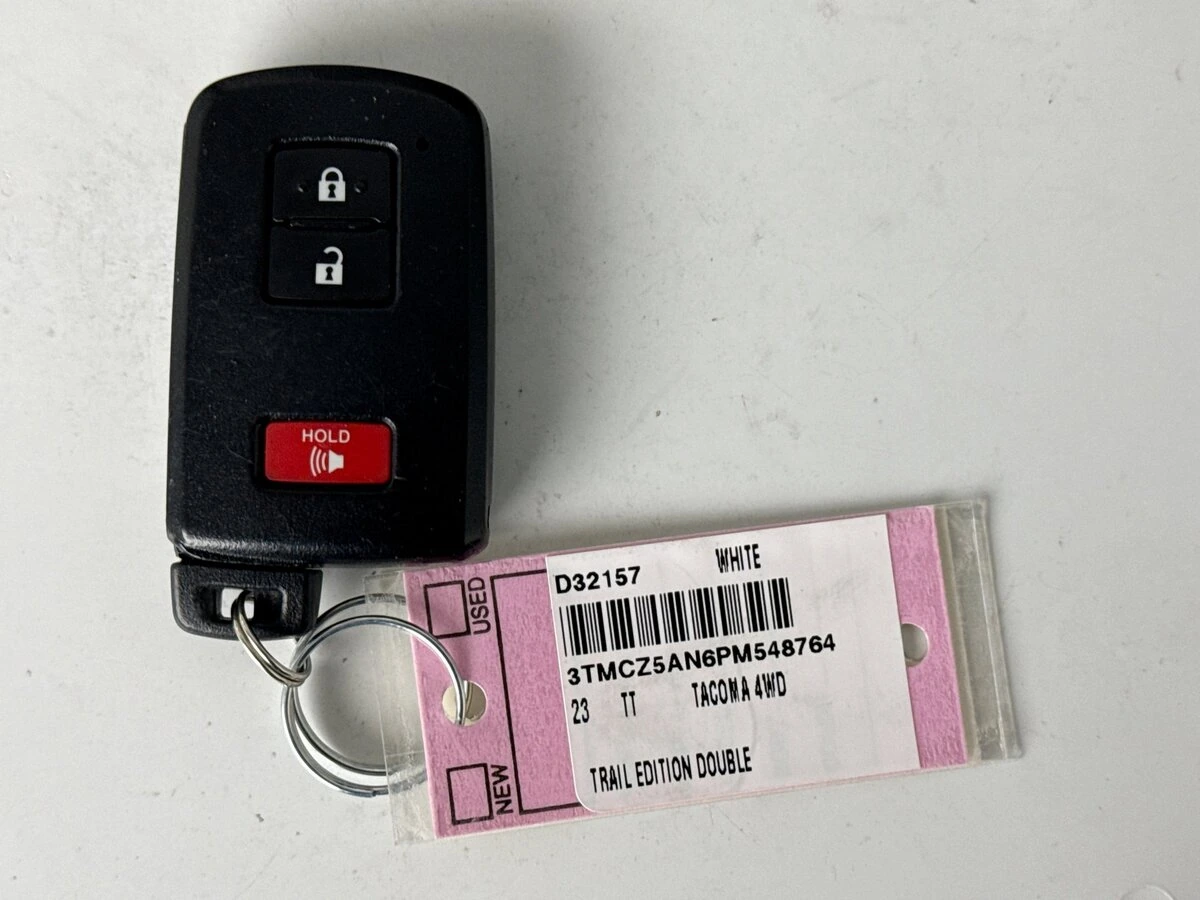 HOLD
USED
NEW
D32157 WHITE
3TMCZ5AN6PM548764
23 TT TACOMA 4WD
TRAIL EDITION DOUBLE